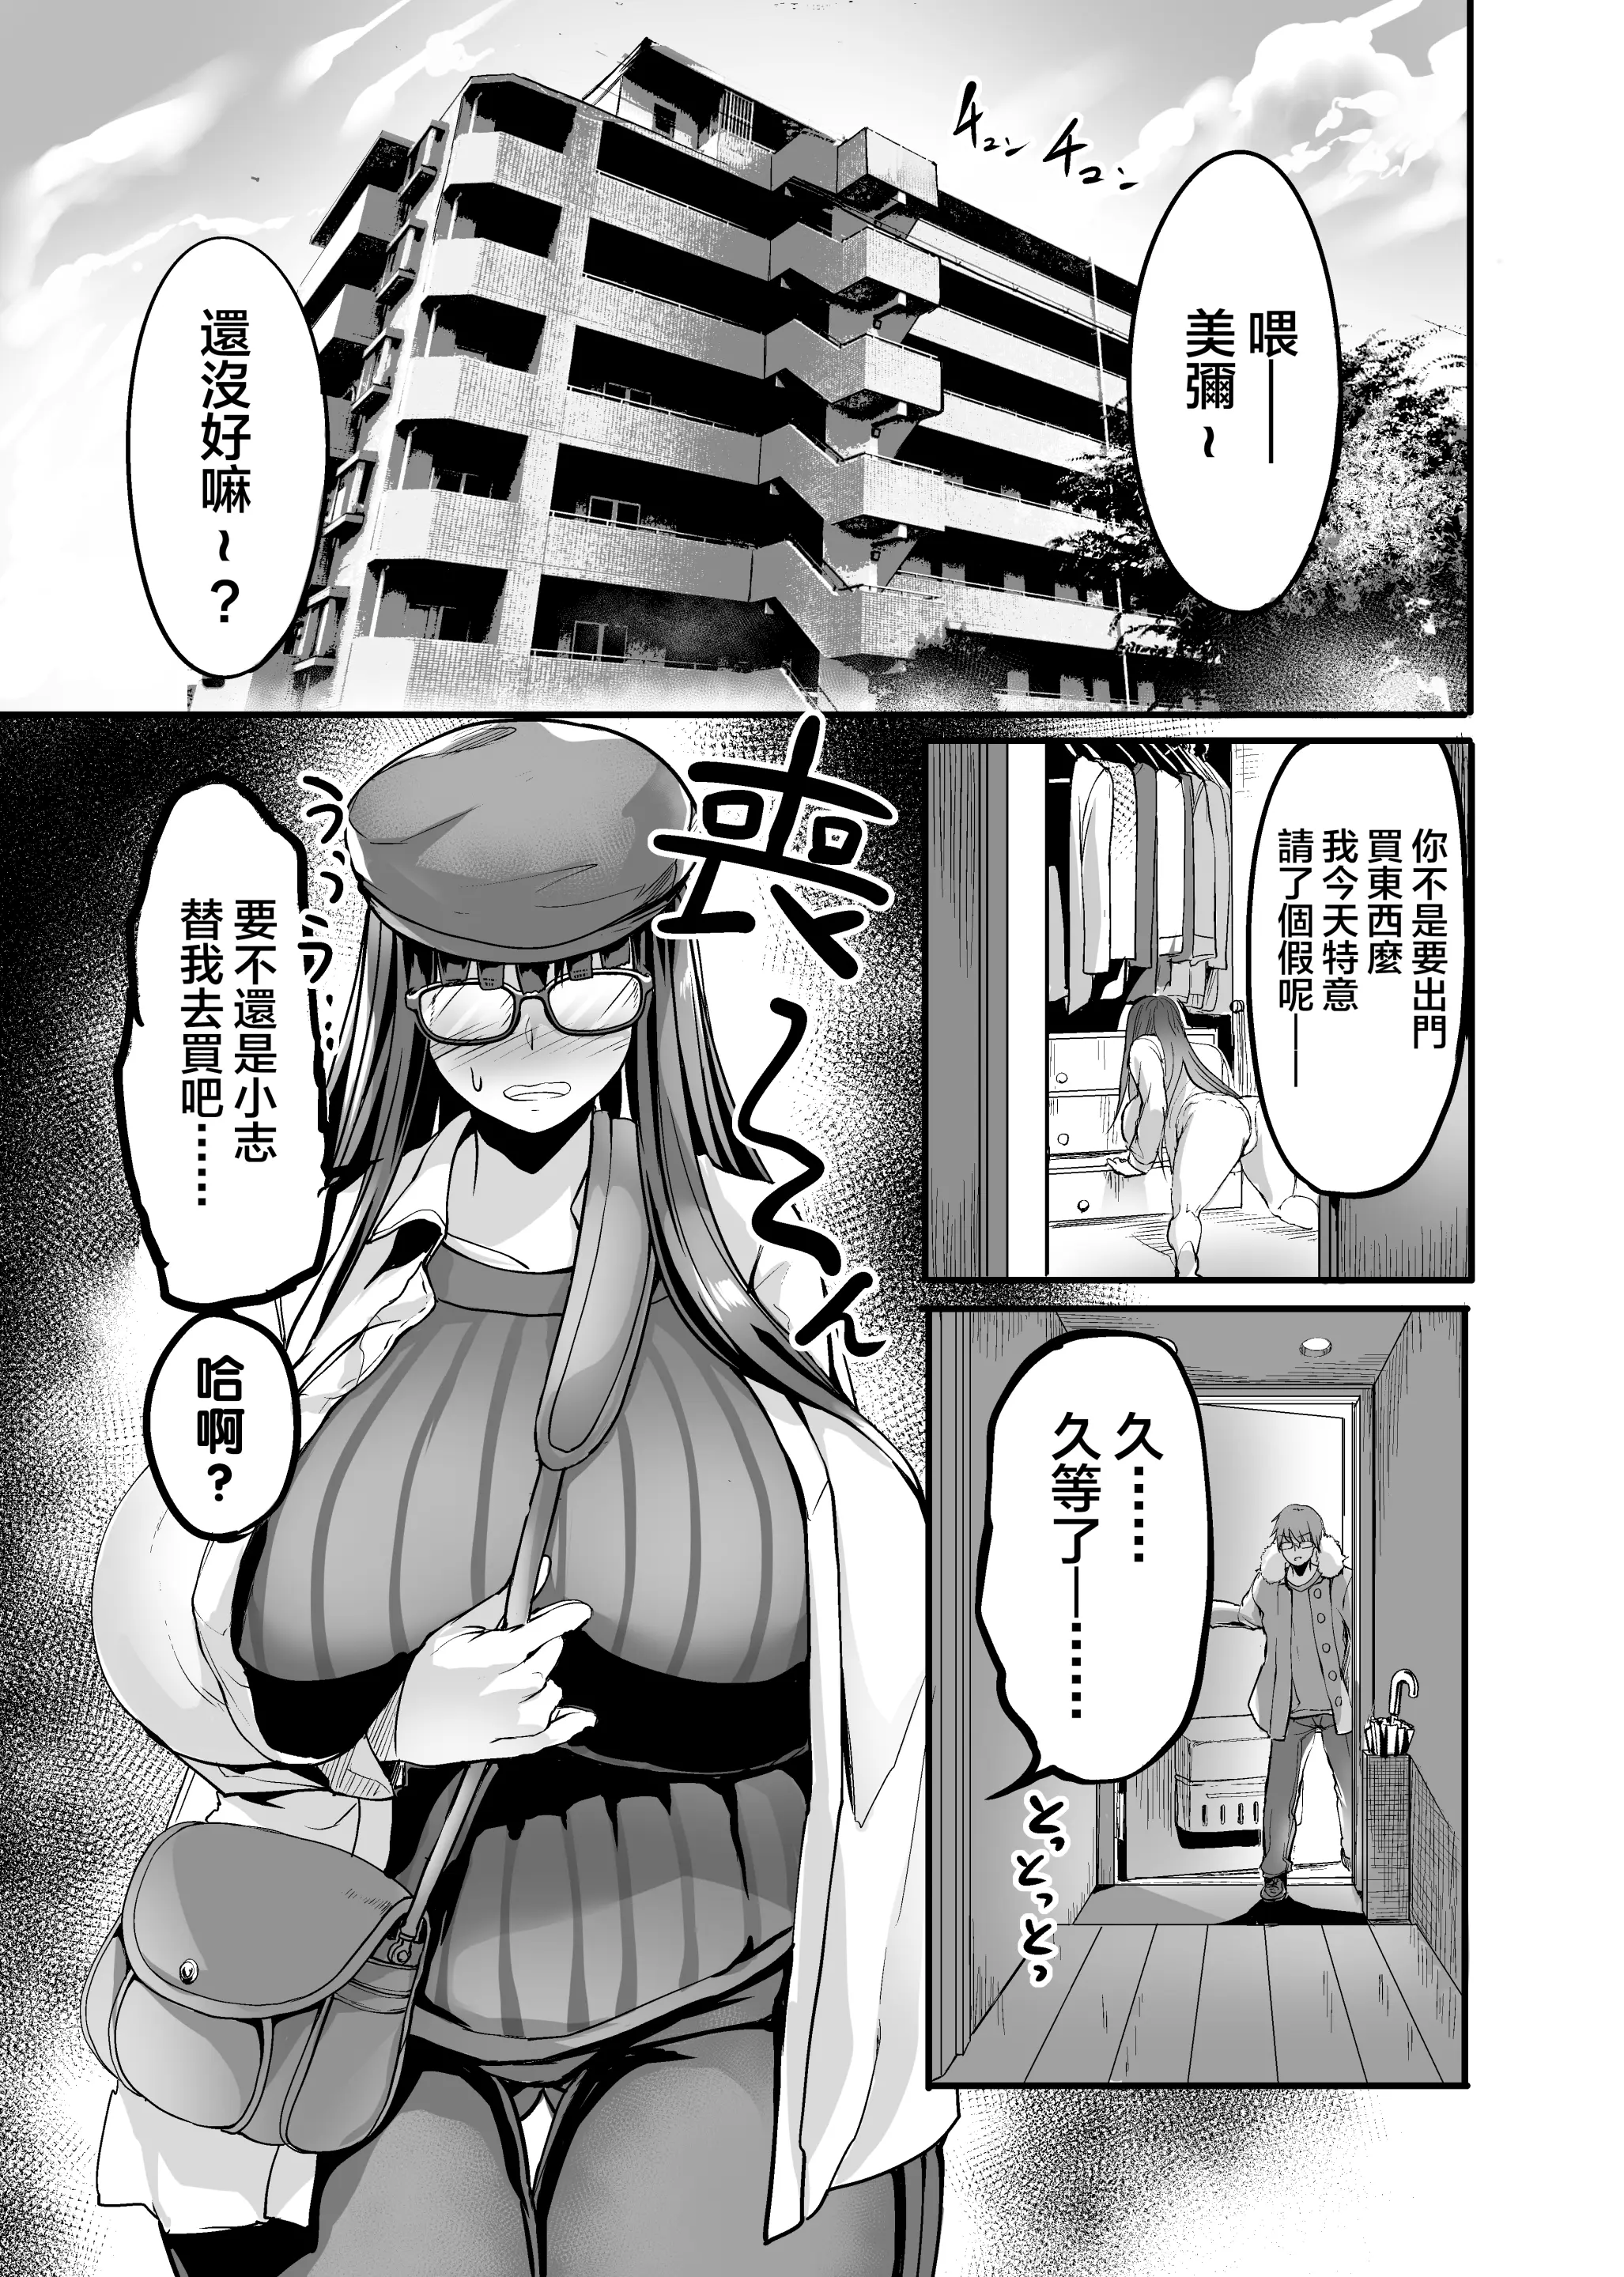 チュン チュン
喂——
美彌~
還沒好嘛~？
你不是要出門
買東西麼
我今天特意
請了個假呢——
久……
久等了—……
とっ
とっ
とっ
喪
~~~ん
うぅぅ…
要不還是小志
替我去買吧……
哈啊？